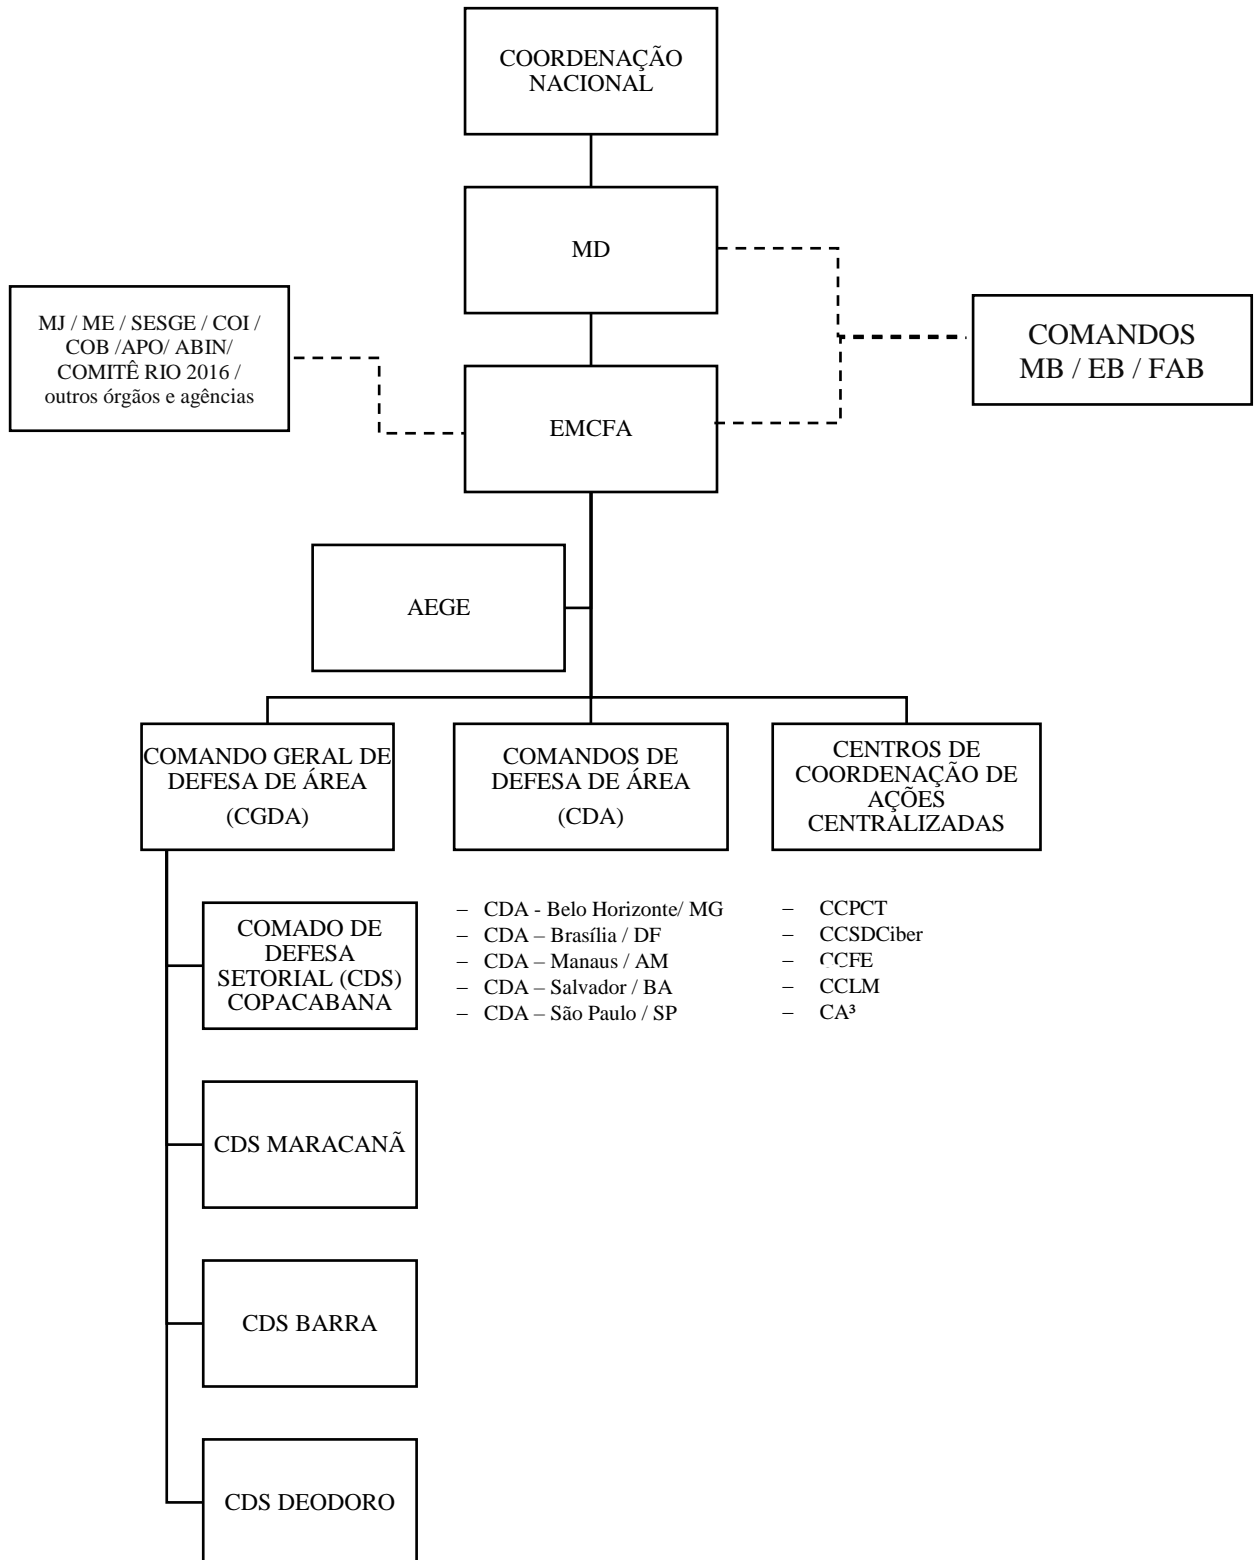 COORDENAÇÃO
NACIONAL
MD
MJ / ME / SESGE / COI /
COB /APO/ ABIN/
COMITÊ RIO 2016 /
outros órgãos e agências
COMANDOS
MB / EB / FAB
EMCFA
AEGE
COMANDO GERAL DE
DEFESA DE ÁREA
(CGDA)
COMANDOS DE
DEFESA DE ÁREA
(CDA)
CENTROS DE
COORDENAÇÃO DE
AÇÕES
CENTRALIZADAS
COMADO DE
DEFESA
SETORIAL (CDS)
COPACABANA
– CDA - Belo Horizonte/ MG
– CDA – Brasília / DF
– CDA – Manaus / AM
– CDA – Salvador / BA
– CDA – São Paulo / SP
– CCPCT
– CCSDCiber
– CCFE
– CCLM
– CA³
CDS MARACANÃ
CDS BARRA
CDS DEODORO